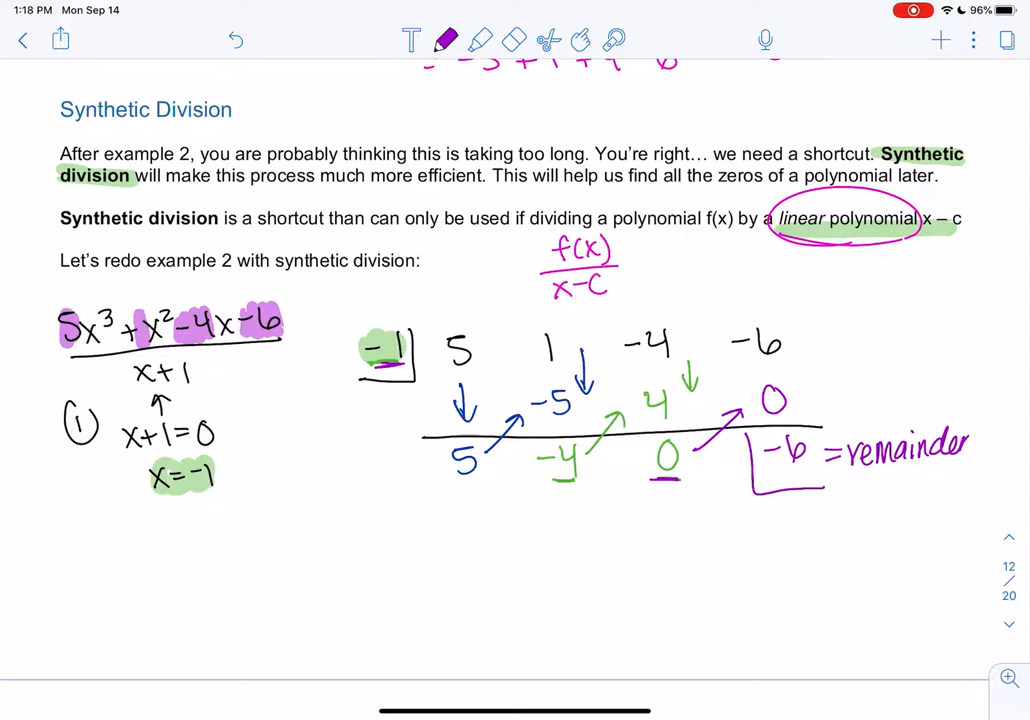 1:18 PM Mon Sep 14
96%
Synthetic Division
After example 2, you are probably thinking this is taking too long. You're right… we need a shortcut. Synthetic
division will make this process much more efficient. This will help us find all the zeros of a polynomial later.
Synthetic division is a shortcut than can only be used if dividing a polynomial f(x) by a linear polynomial x – c
Let's redo example 2 with synthetic division:
f(x)
x-c
5x³ + x² - 4x - 6
x+1
① x+1=0
x=-1
-1 5 1 -4 -6
-5 4 0
5 -4 0 -6 = remainder
12
/
20